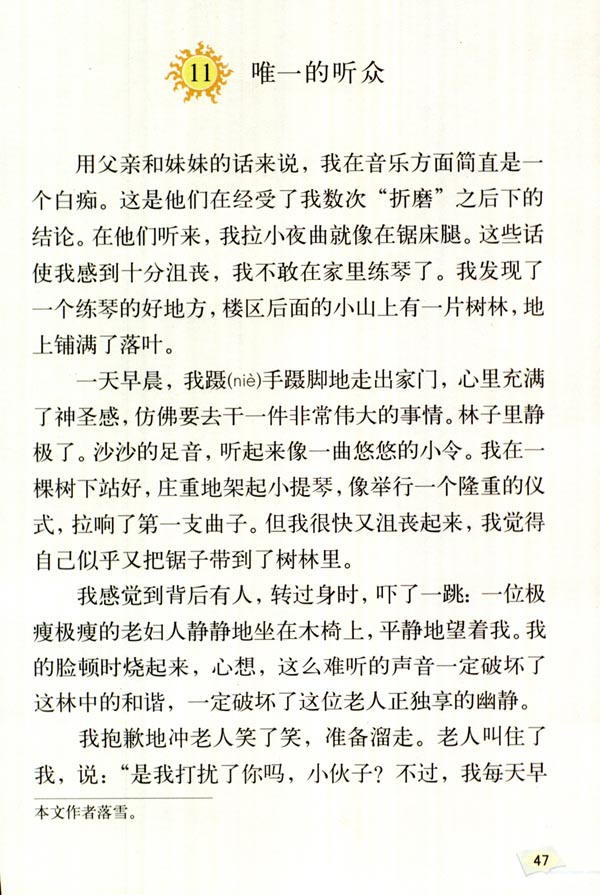 11 唯一的听众
用父亲和妹妹的话来说，我在音乐方面简直是一
个白痴。这是他们在经受了我数次“折磨”之后下的
结论。在他们听来，我拉小夜曲就像在锯床腿。这些话
使我感到十分沮丧，我不敢在家里练琴了。我发现了
一个练琴的好地方，楼区后面的小山上有一片树林，地
上铺满了落叶。
一天早晨，我蹑(niè)手蹑脚地走出家门，心里充满
了神圣感，仿佛要去干一件非常伟大的事情。林子里静
极了。沙沙的足音，听起来像一曲悠悠的小令。我在一
棵树下站好，庄重地架起小提琴，像举行一个隆重的仪
式，拉响了第一支曲子。但我很快又沮丧起来，我觉得
自己似乎又把锯子带到了树林里。
我感觉到背后有人，转过身时，吓了一跳：一位极
瘦极瘦的老妇人静静地坐在木椅上，平静地望着我。我
的脸顿时烧起来，心想，这么难听的声音一定破坏了
这林中的和谐，一定破坏了这位老人正独享的幽静。
我抱歉地冲老人笑了笑，准备溜走。老人叫住了
我，说：“是我打扰了你吗，小伙子？不过，我每天早
本文作者落雪。
47